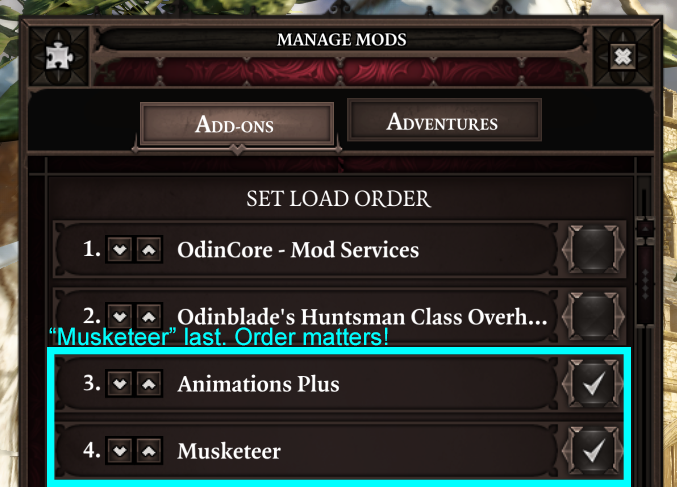 MANAGE MODS
ADD-ONS
ADVENTURES
SET LOAD ORDER
1. OdinCore - Mod Services
2. Odinblade's Huntsman Class Overh...
“Musketeer” last. Order matters!
3. Animations Plus
4. Musketeer